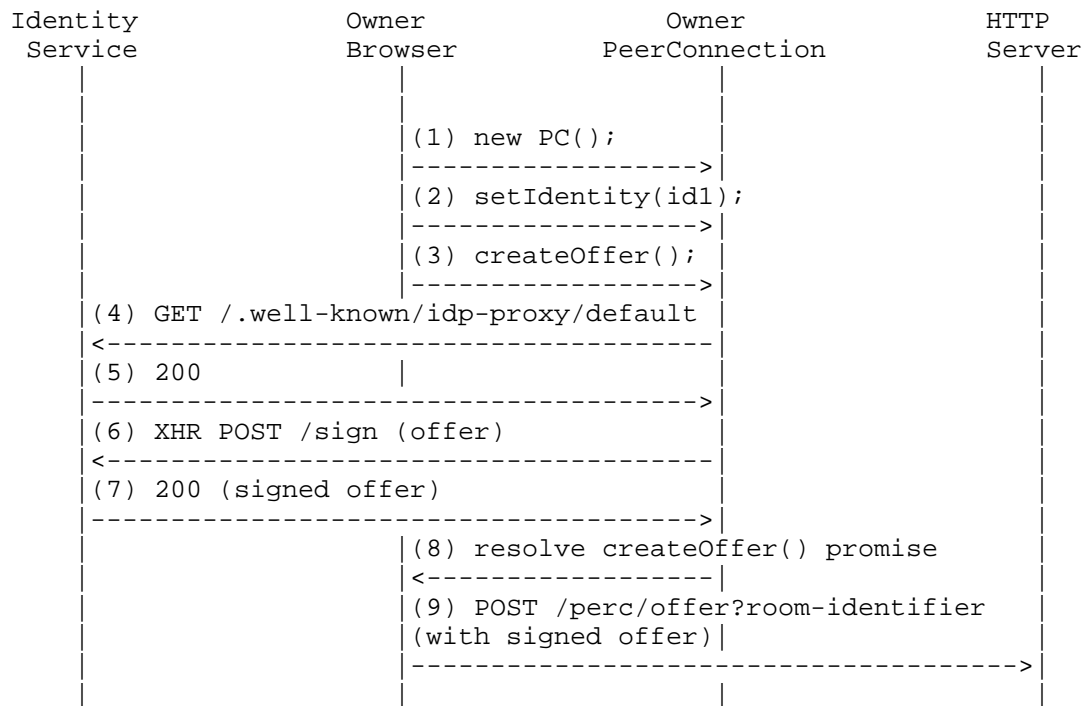 Identity Owner Owner HTTP
Service Browser PeerConnection Server
(1) new PC();
(2) setIdentity(id1);
(3) createOffer();
(4) GET /.well-known/idp-proxy/default
(5) 200
(6) XHR POST /sign (offer)
(7) 200 (signed offer)
(8) resolve createOffer() promise
(9) POST /perc/offer?room-identifier
(with signed offer)